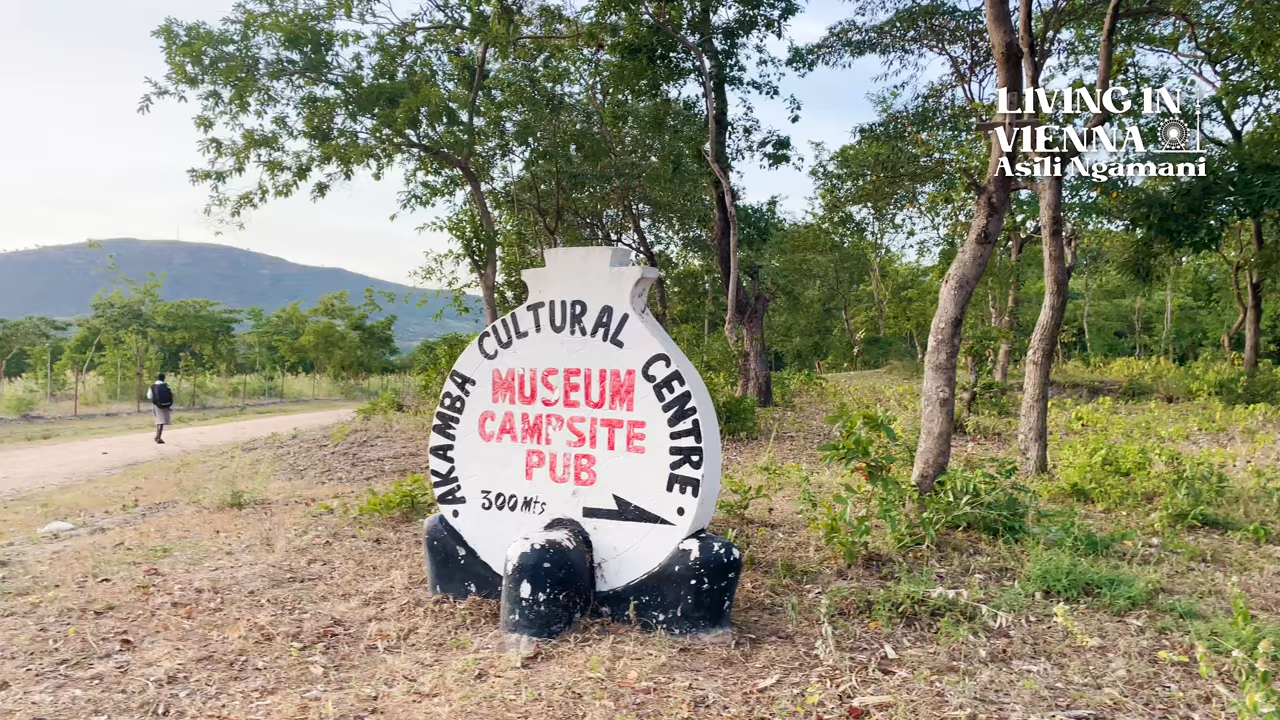 LIVING IN
VIENNA
Asili Ngamani
·AKAMBA CULTURAL CENTRE·
MUSEUM
CAMPSITE
PUB
300 Mts